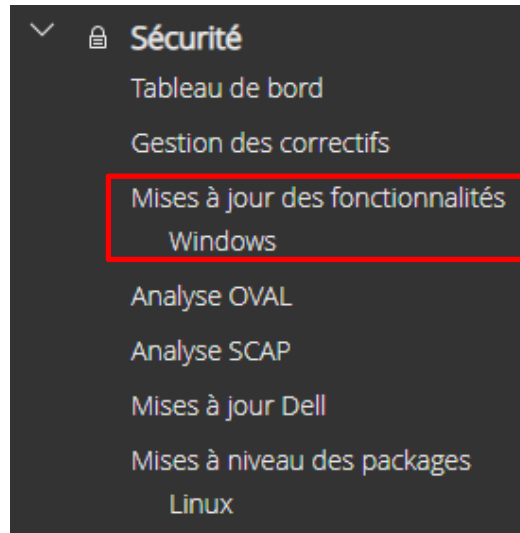 Sécurité
Tableau de bord
Gestion des correctifs
Mises à jour des fonctionnalités
Windows
Analyse OVAL
Analyse SCAP
Mises à jour Dell
Mises à niveau des packages
Linux